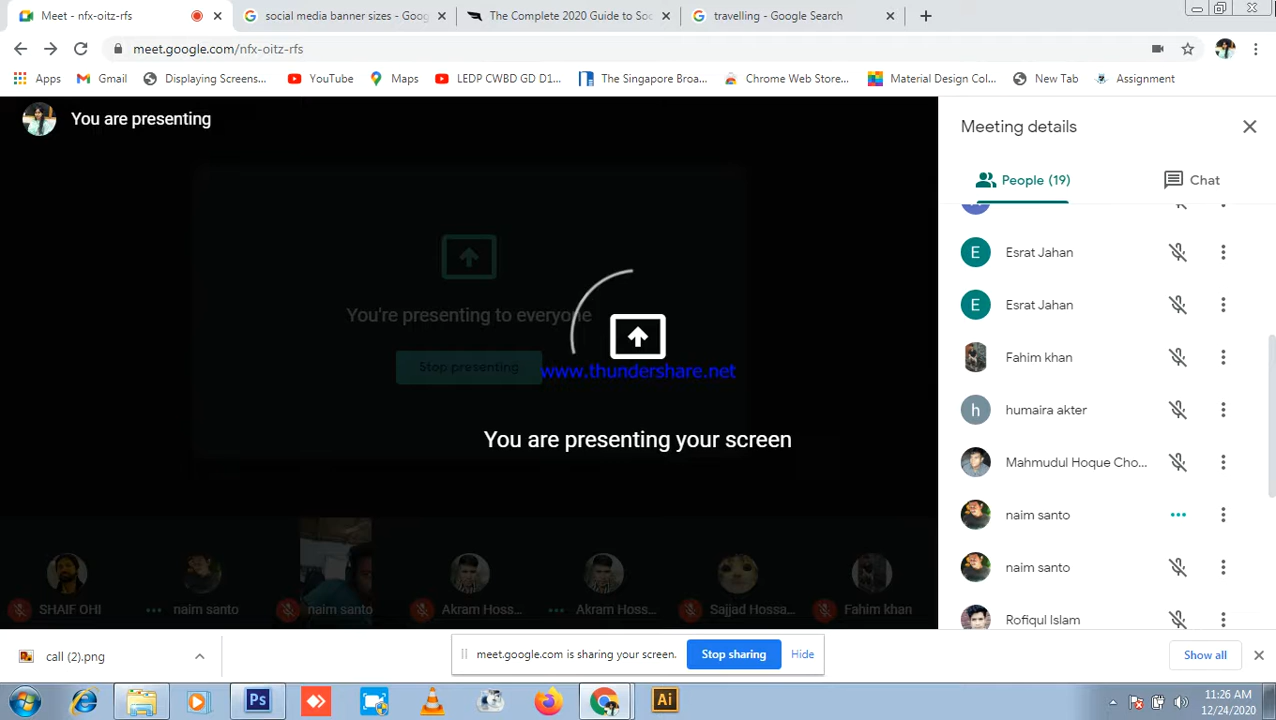 Meet - nfx-oitz-rfs
social media banner sizes - Goog
The Complete 2020 Guide to Soc
travelling - Google Search
meet.google.com/nfx-oitz-rfs
Apps
Gmail
Displaying Screens...
YouTube
Maps
LEDP CWBD GD D1...
The Singapore Broa...
Chrome Web Store...
Material Design Col...
New Tab
Assignment
You are presenting
You're presenting to everyone
Stop presenting
www.thundershare.net
You are presenting your screen
SHAIF OHI
naim santo
naim santo
Akram Hoss...
Akram Hoss...
Sajjad Hossa...
Fahim khan
Meeting details
People (19)
Chat
Esrat Jahan
E
Esrat Jahan
E
Fahim khan
humaira akter
h
Mahmudul Hoque Cho...
naim santo
naim santo
Rofiqul Islam
call (2).png
meet.google.com is sharing your screen.
Stop sharing
Hide
Show all
Ps
Ai
11:26 AM
12/24/2020